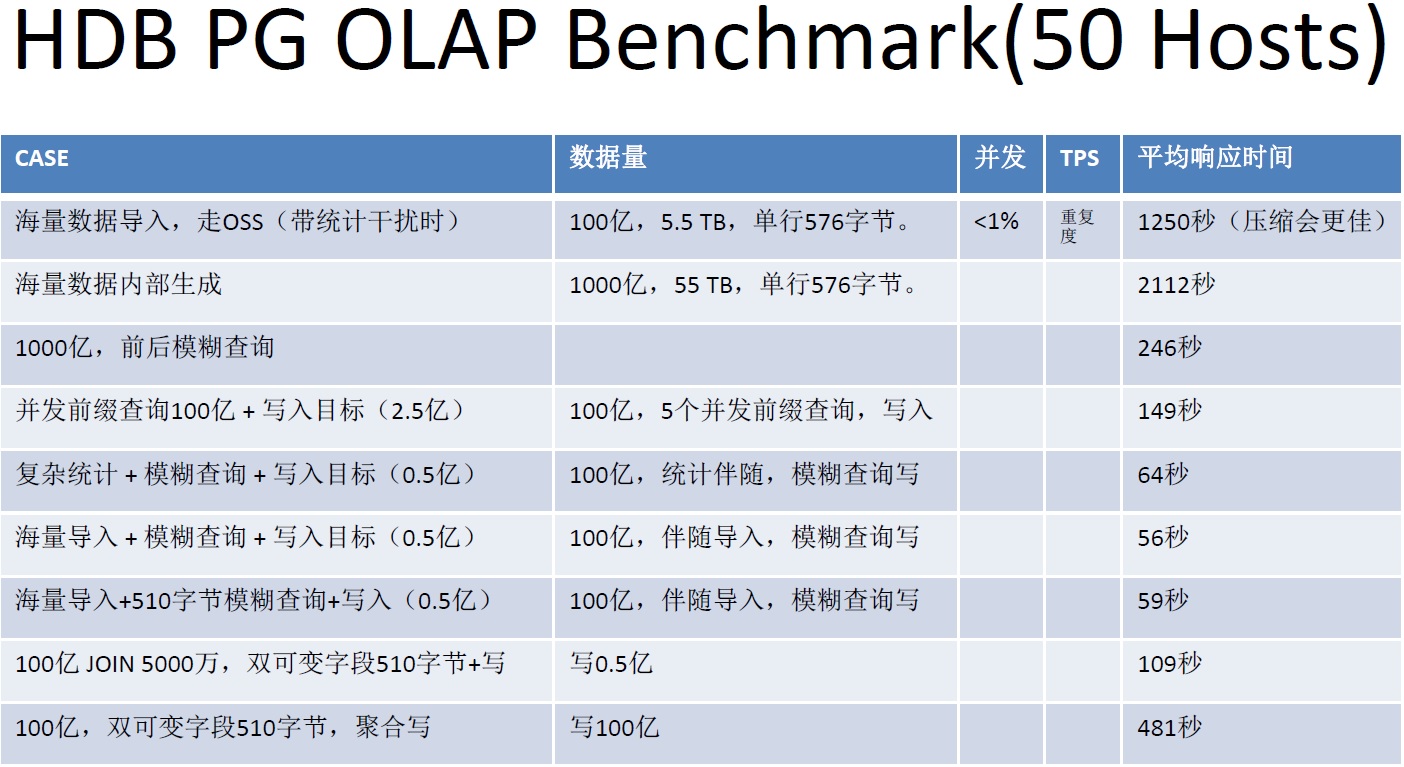 HDB PG OLAP Benchmark(50 Hosts)
CASE 数据量 并发 TPS 平均响应时间
海量数据导入，走OSS（带统计干扰时） 100亿，5.5 TB，单行576字节。 <1% 重复度 1250秒（压缩会更佳）
海量数据内部生成 1000亿，55 TB，单行576字节。 2112秒
1000亿，前后模糊查询 246秒
并发前缀查询100亿 + 写入目标（2.5亿） 100亿，5个并发前缀查询，写入 149秒
复杂统计 + 模糊查询 + 写入目标（0.5亿） 100亿，统计伴随，模糊查询写 64秒
海量导入 + 模糊查询 + 写入目标（0.5亿） 100亿，伴随导入，模糊查询写 56秒
海量导入+510字节模糊查询+写入（0.5亿） 100亿，伴随导入，模糊查询写 59秒
100亿 JOIN 5000万，双可变字段510字节+写 写0.5亿 109秒
100亿，双可变字段510字节，聚合写 写100亿 481秒